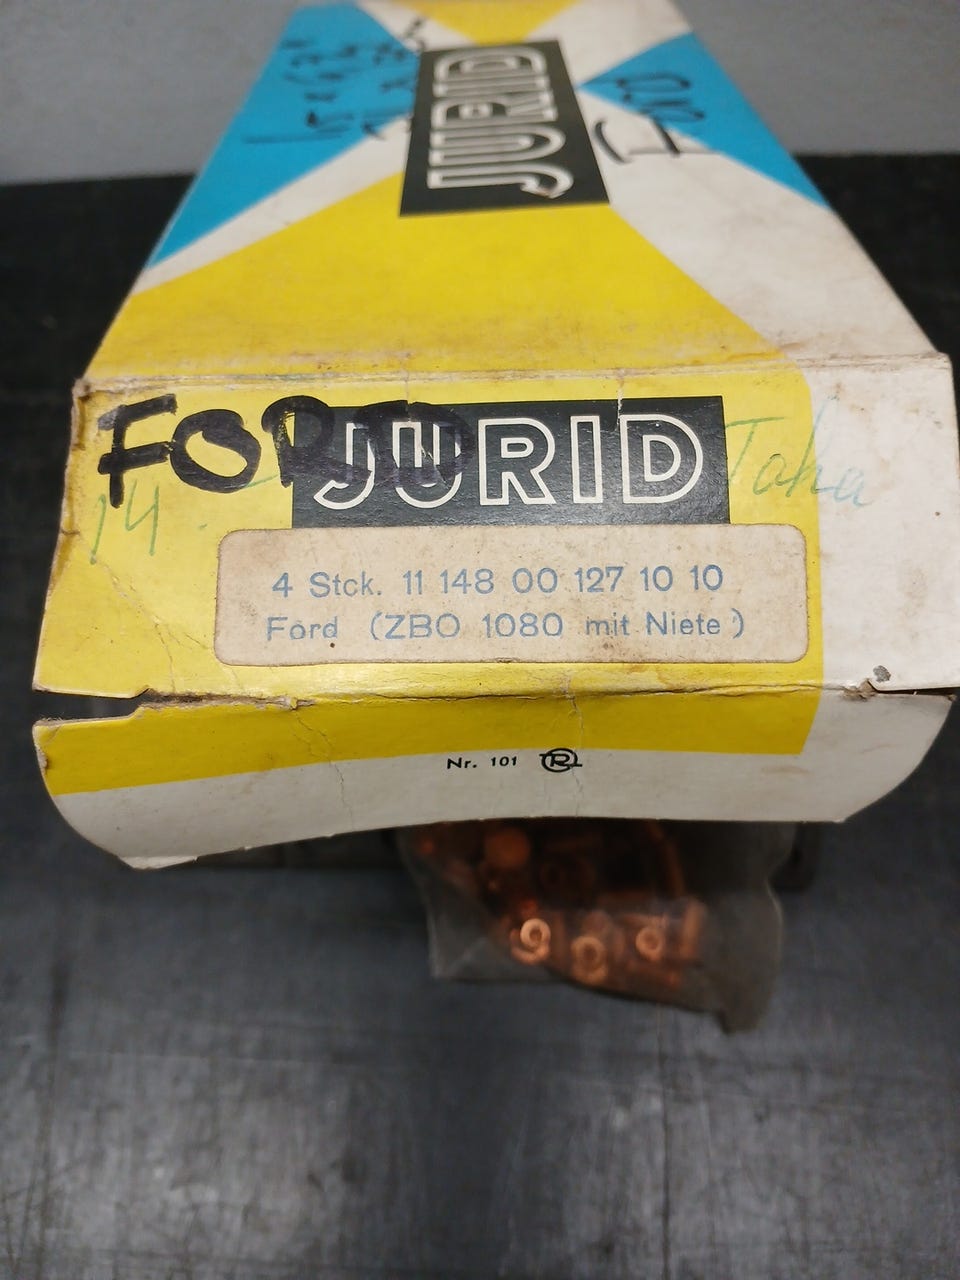 JURID
FORD
JURID
14.
Taha
4 Stck. 11 148 00 127 10 10
Ford (ZBO 1080 mit Niete)
Nr. 101